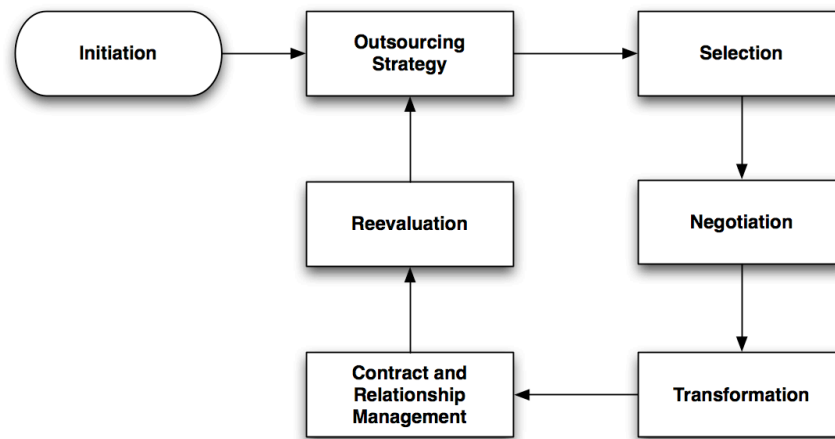 Initiation
Outsourcing
Strategy
Selection
Reevaluation
Negotiation
Contract and
Relationship
Management
Transformation